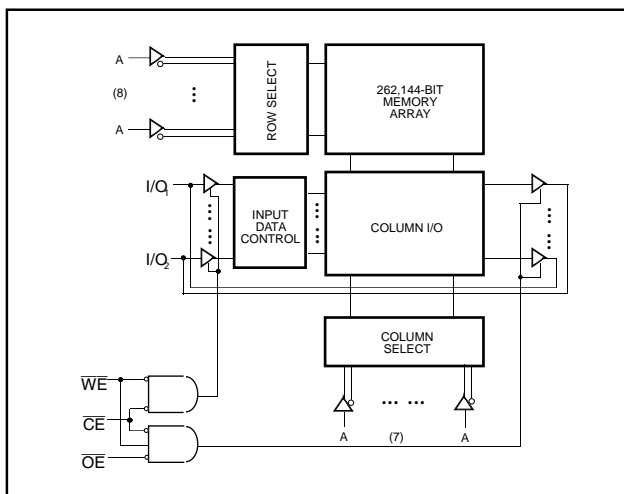 A
(8)
A
ROW SELECT
262,144-BIT
MEMORY
ARRAY
I/O1
I/O2
INPUT
DATA
CONTROL
COLUMN I/O
COLUMN
SELECT
WE
CE
OE
A
(7)
A